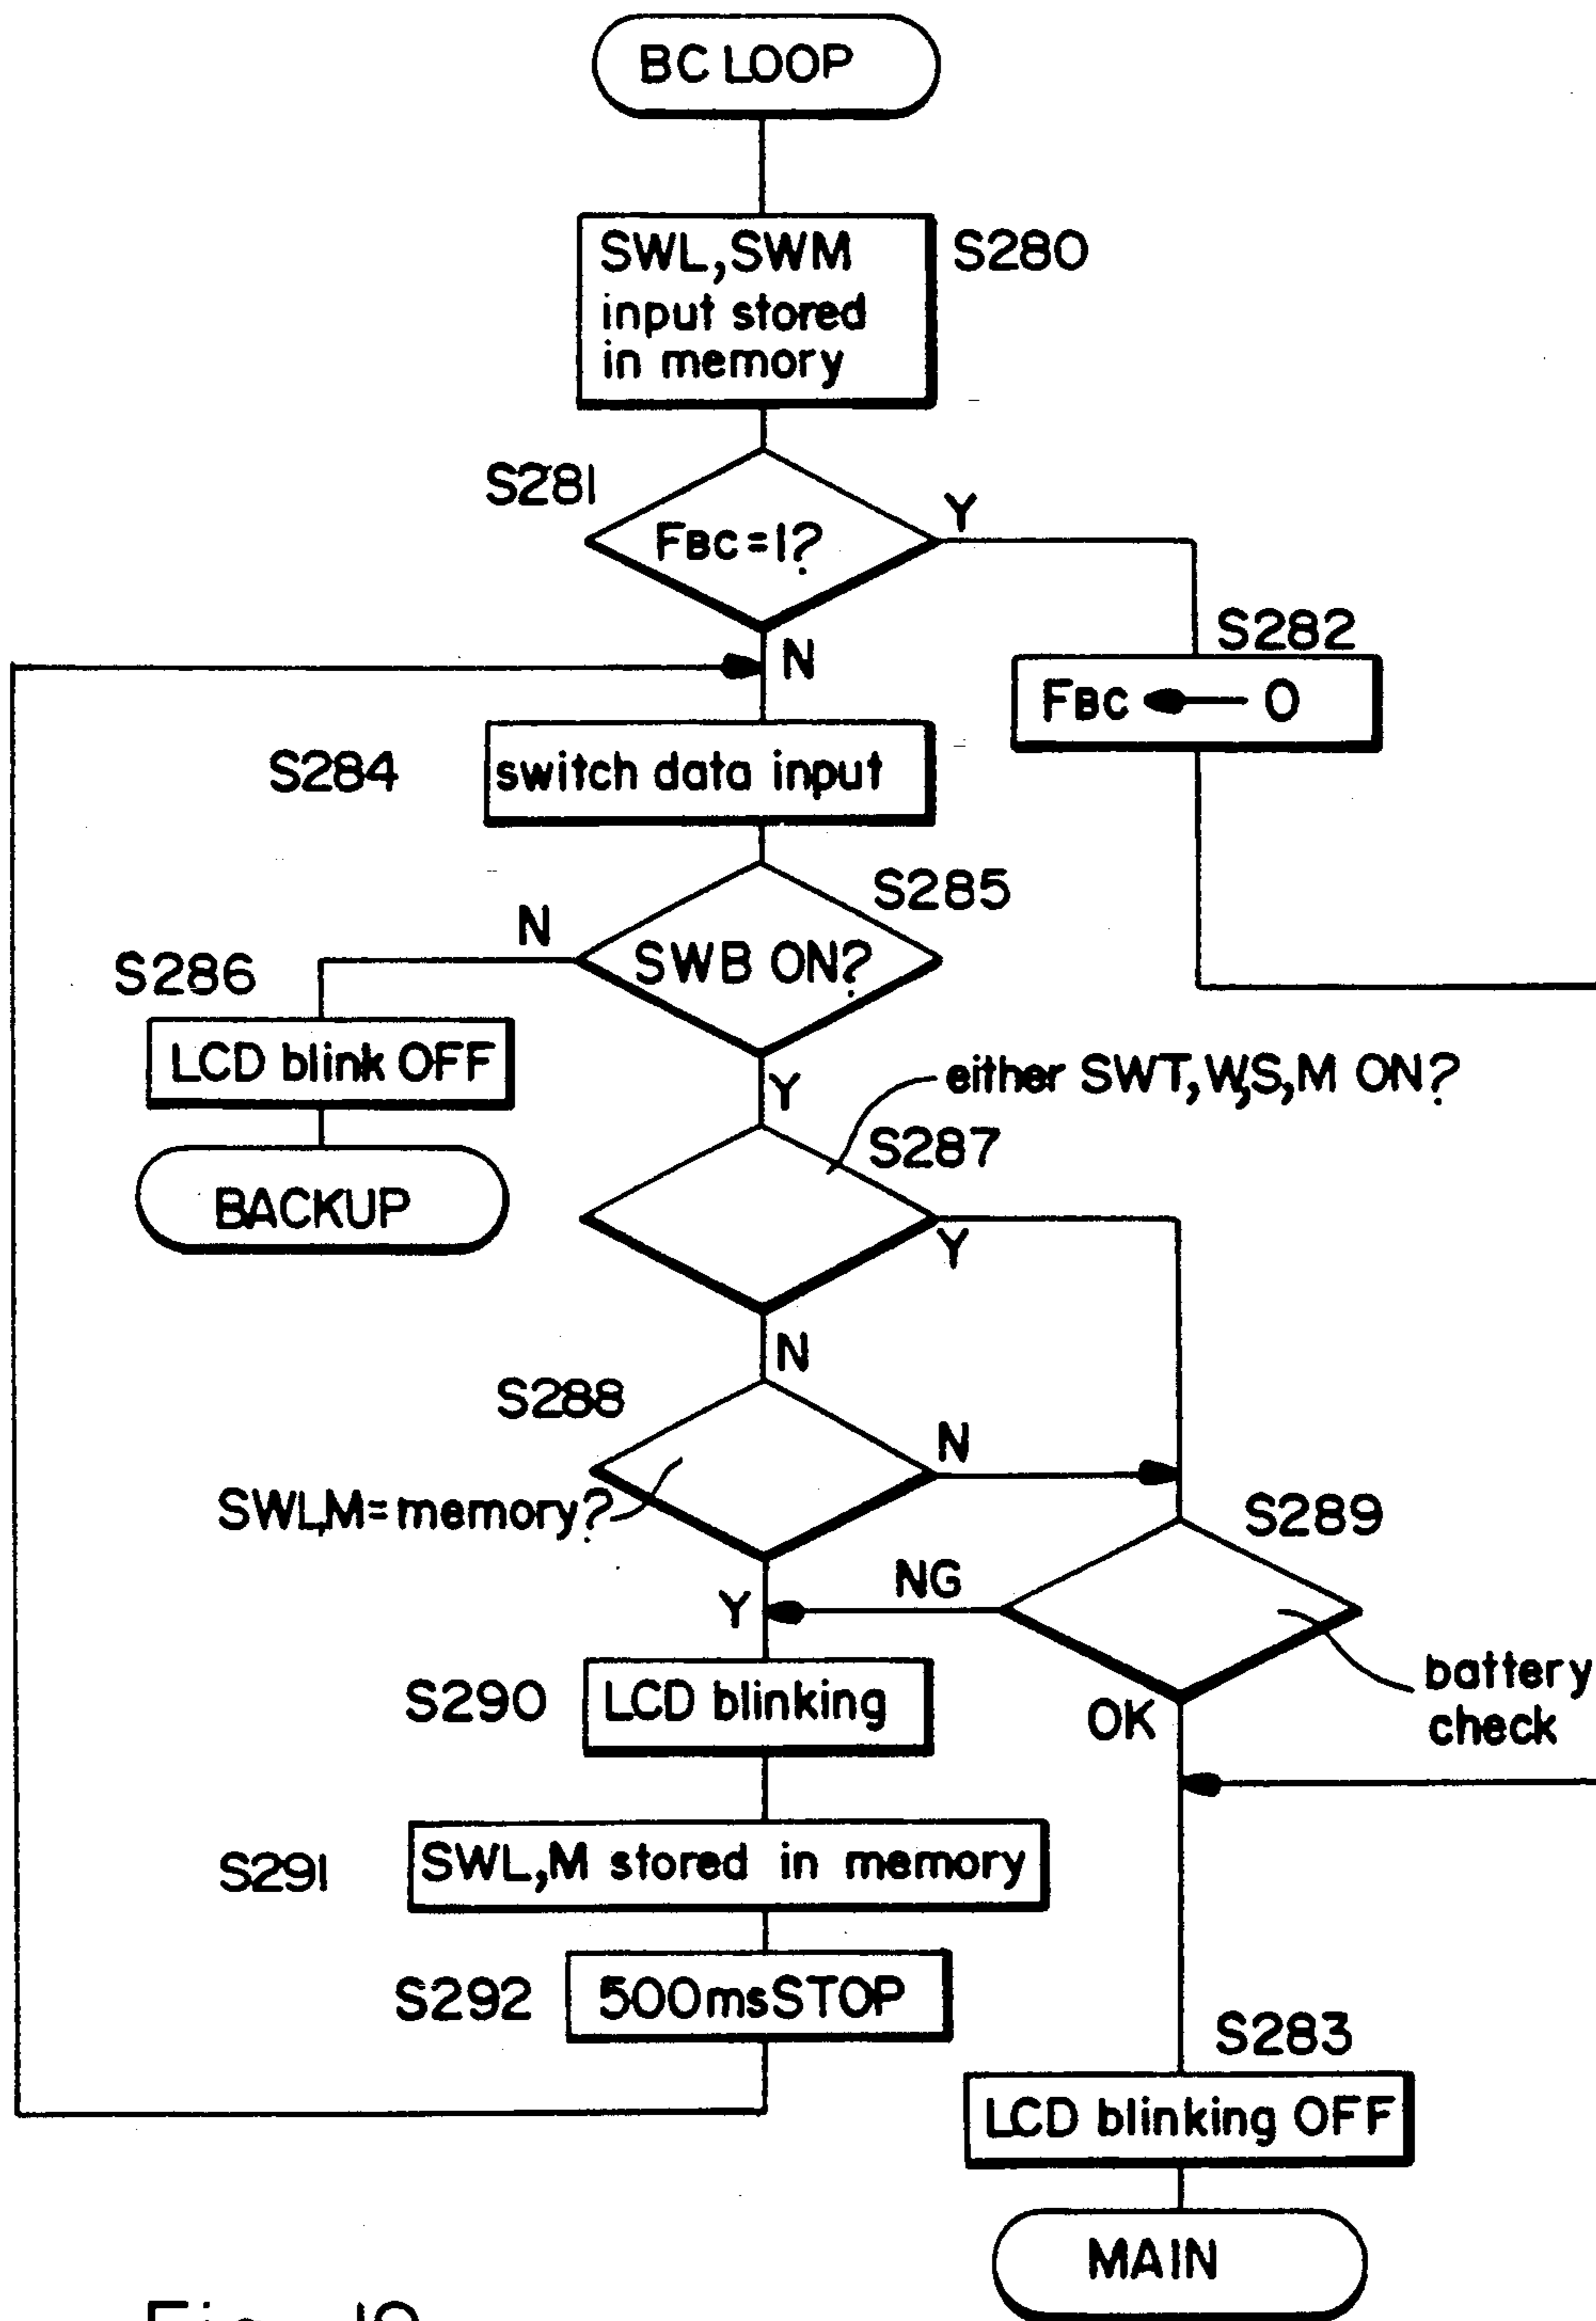 BC LOOP
SWL,SWM
input stored
in memory
S280
S281
FBC=1?
Y
N
S282
FBC ← 0
S284
switch data input
S285
SWB ON?
N
S286
LCD blink OFF
BACKUP
Y
either SWT,W,S,M ON?
S287
Y
N
S288
SWL,M=memory?
N
S289
Y
NG
battery
check
OK
S290
LCD blinking
S291
SWL,M stored in memory
S292
500msSTOP
S283
LCD blinking OFF
MAIN